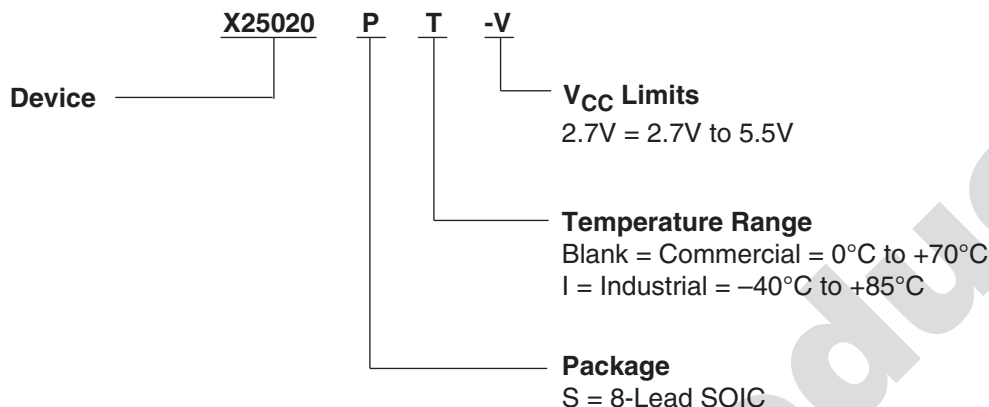 X25020 P T -V
Device
VCC Limits
2.7V = 2.7V to 5.5V
Temperature Range
Blank = Commercial = 0°C to +70°C
I = Industrial = –40°C to +85°C
Package
S = 8-Lead SOIC